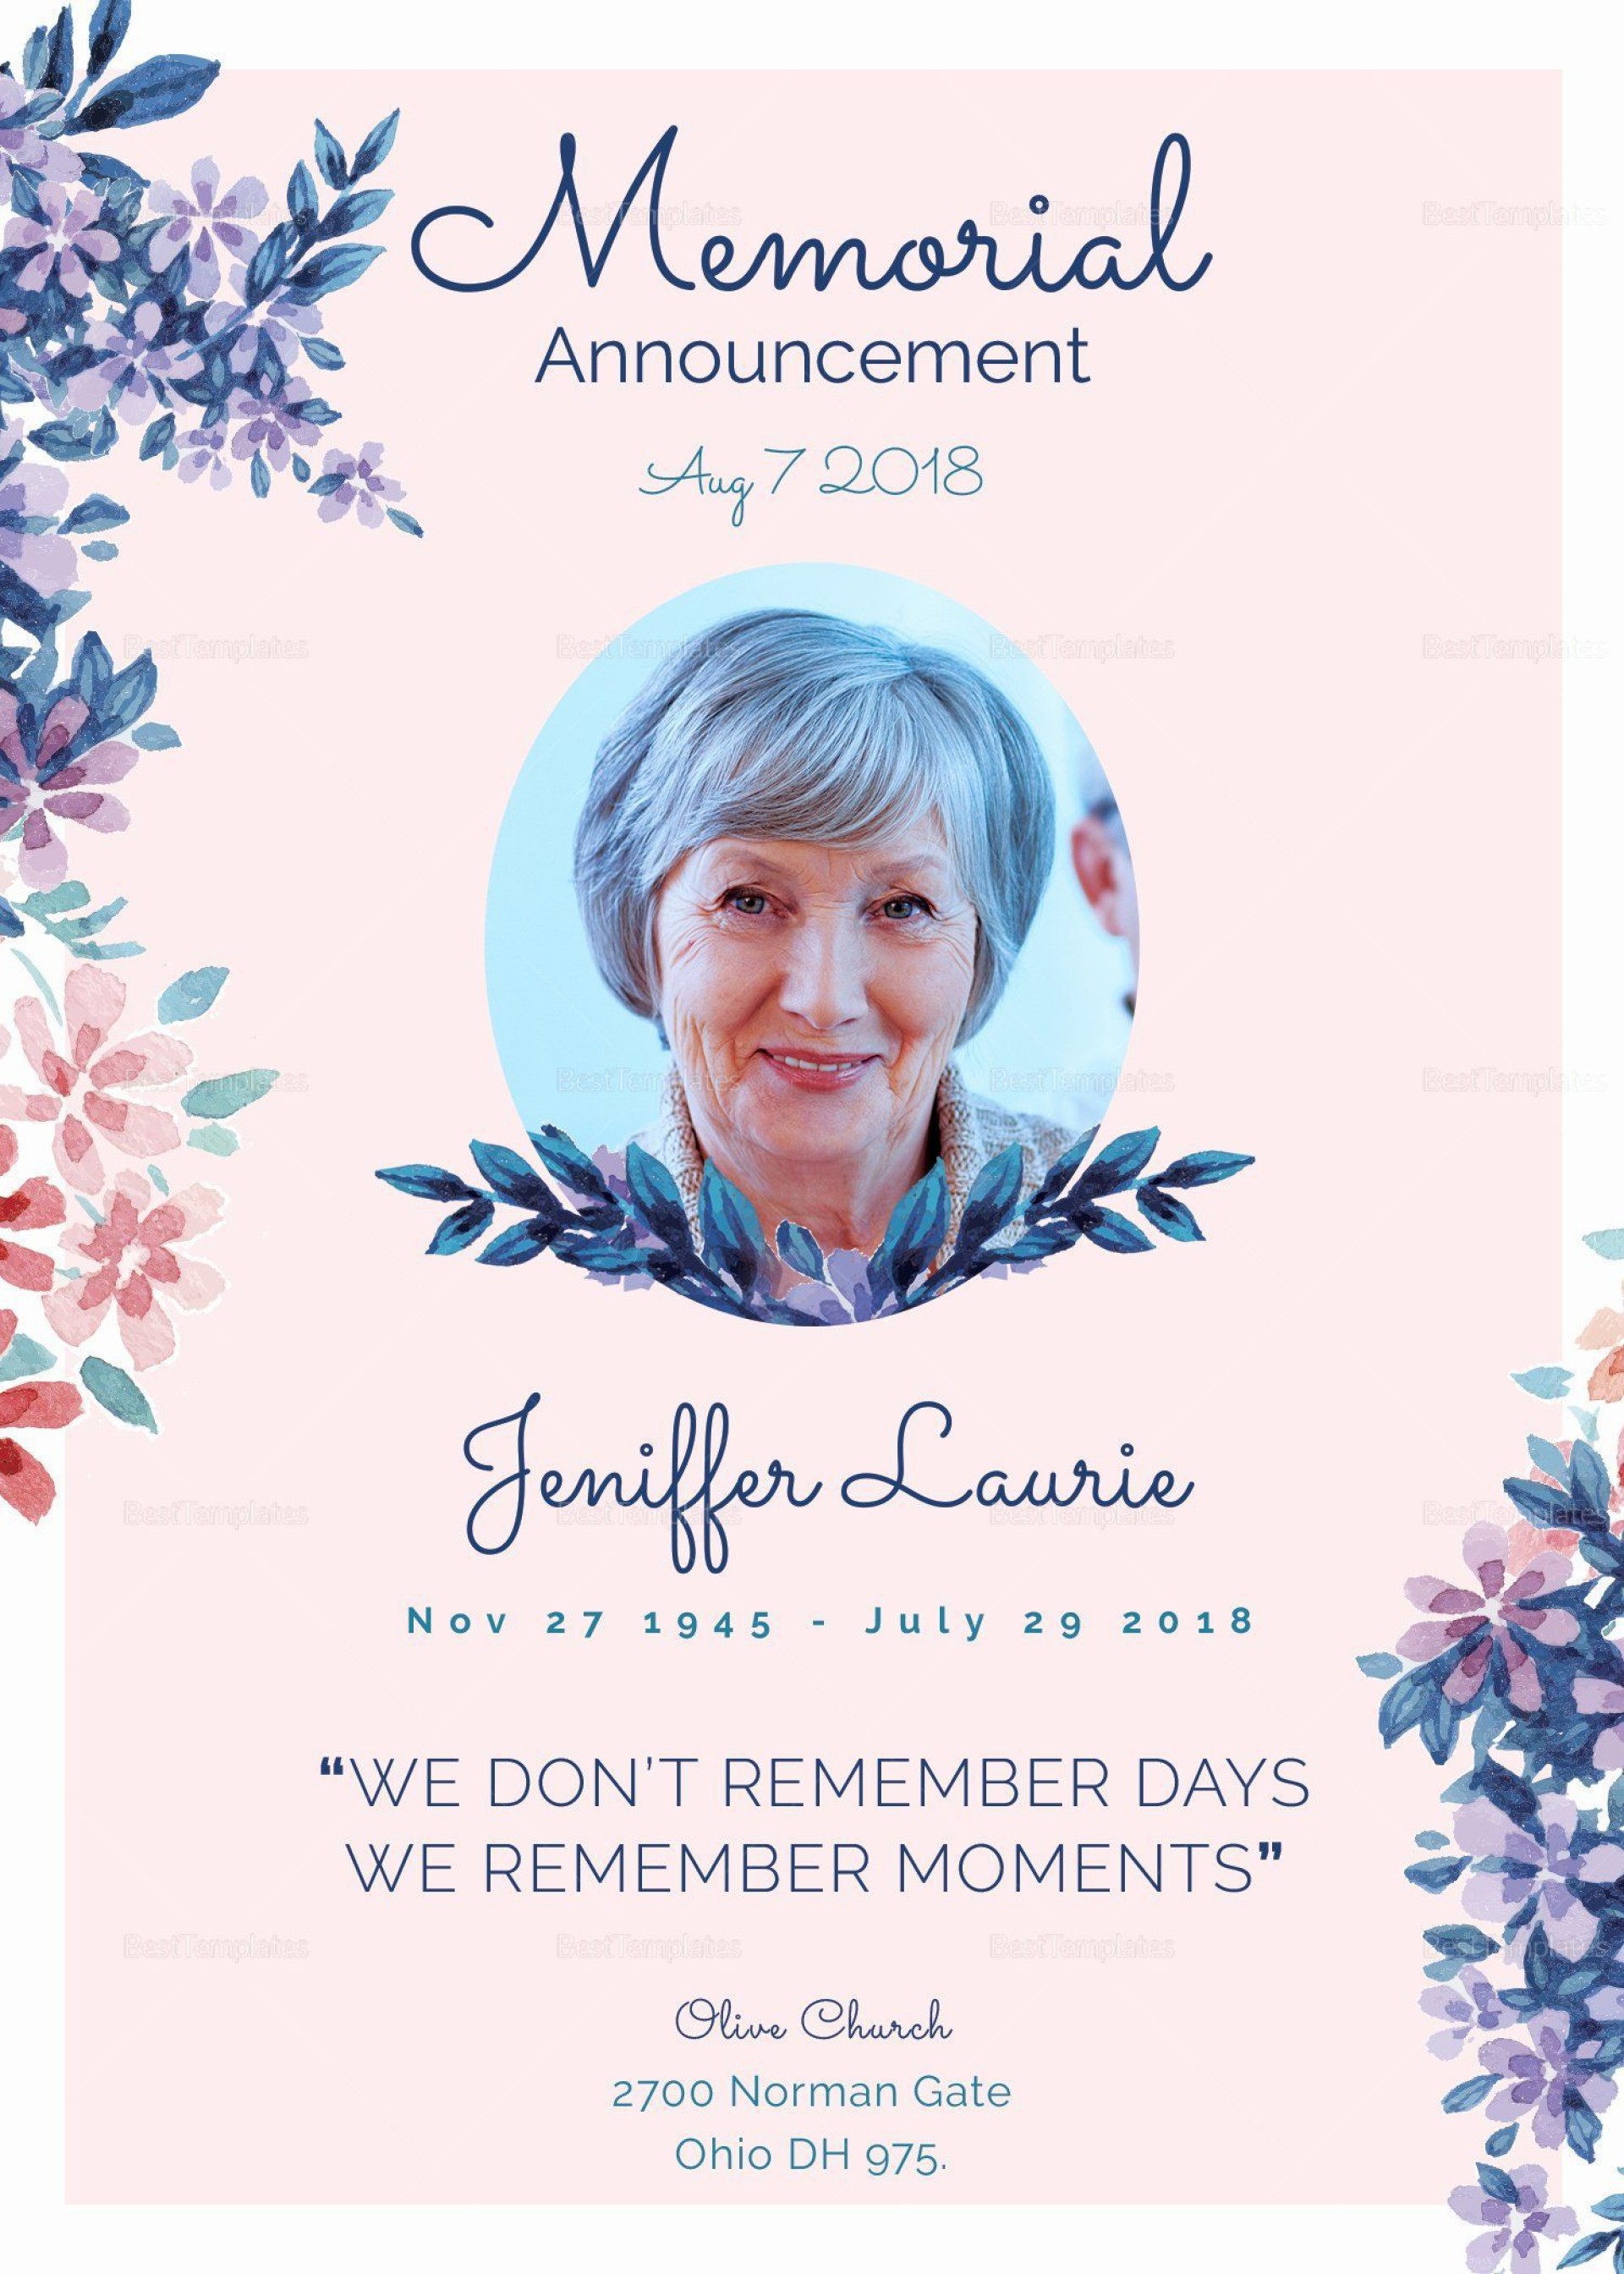 Memorial
Announcement
Aug 7 2018
Jeniffer Laurie
Nov 27 1945 - July 29 2018
“WE DON’T REMEMBER DAYS
WE REMEMBER MOMENTS”
Olive Church
2700 Norman Gate
Ohio DH 975.
BestTemplates